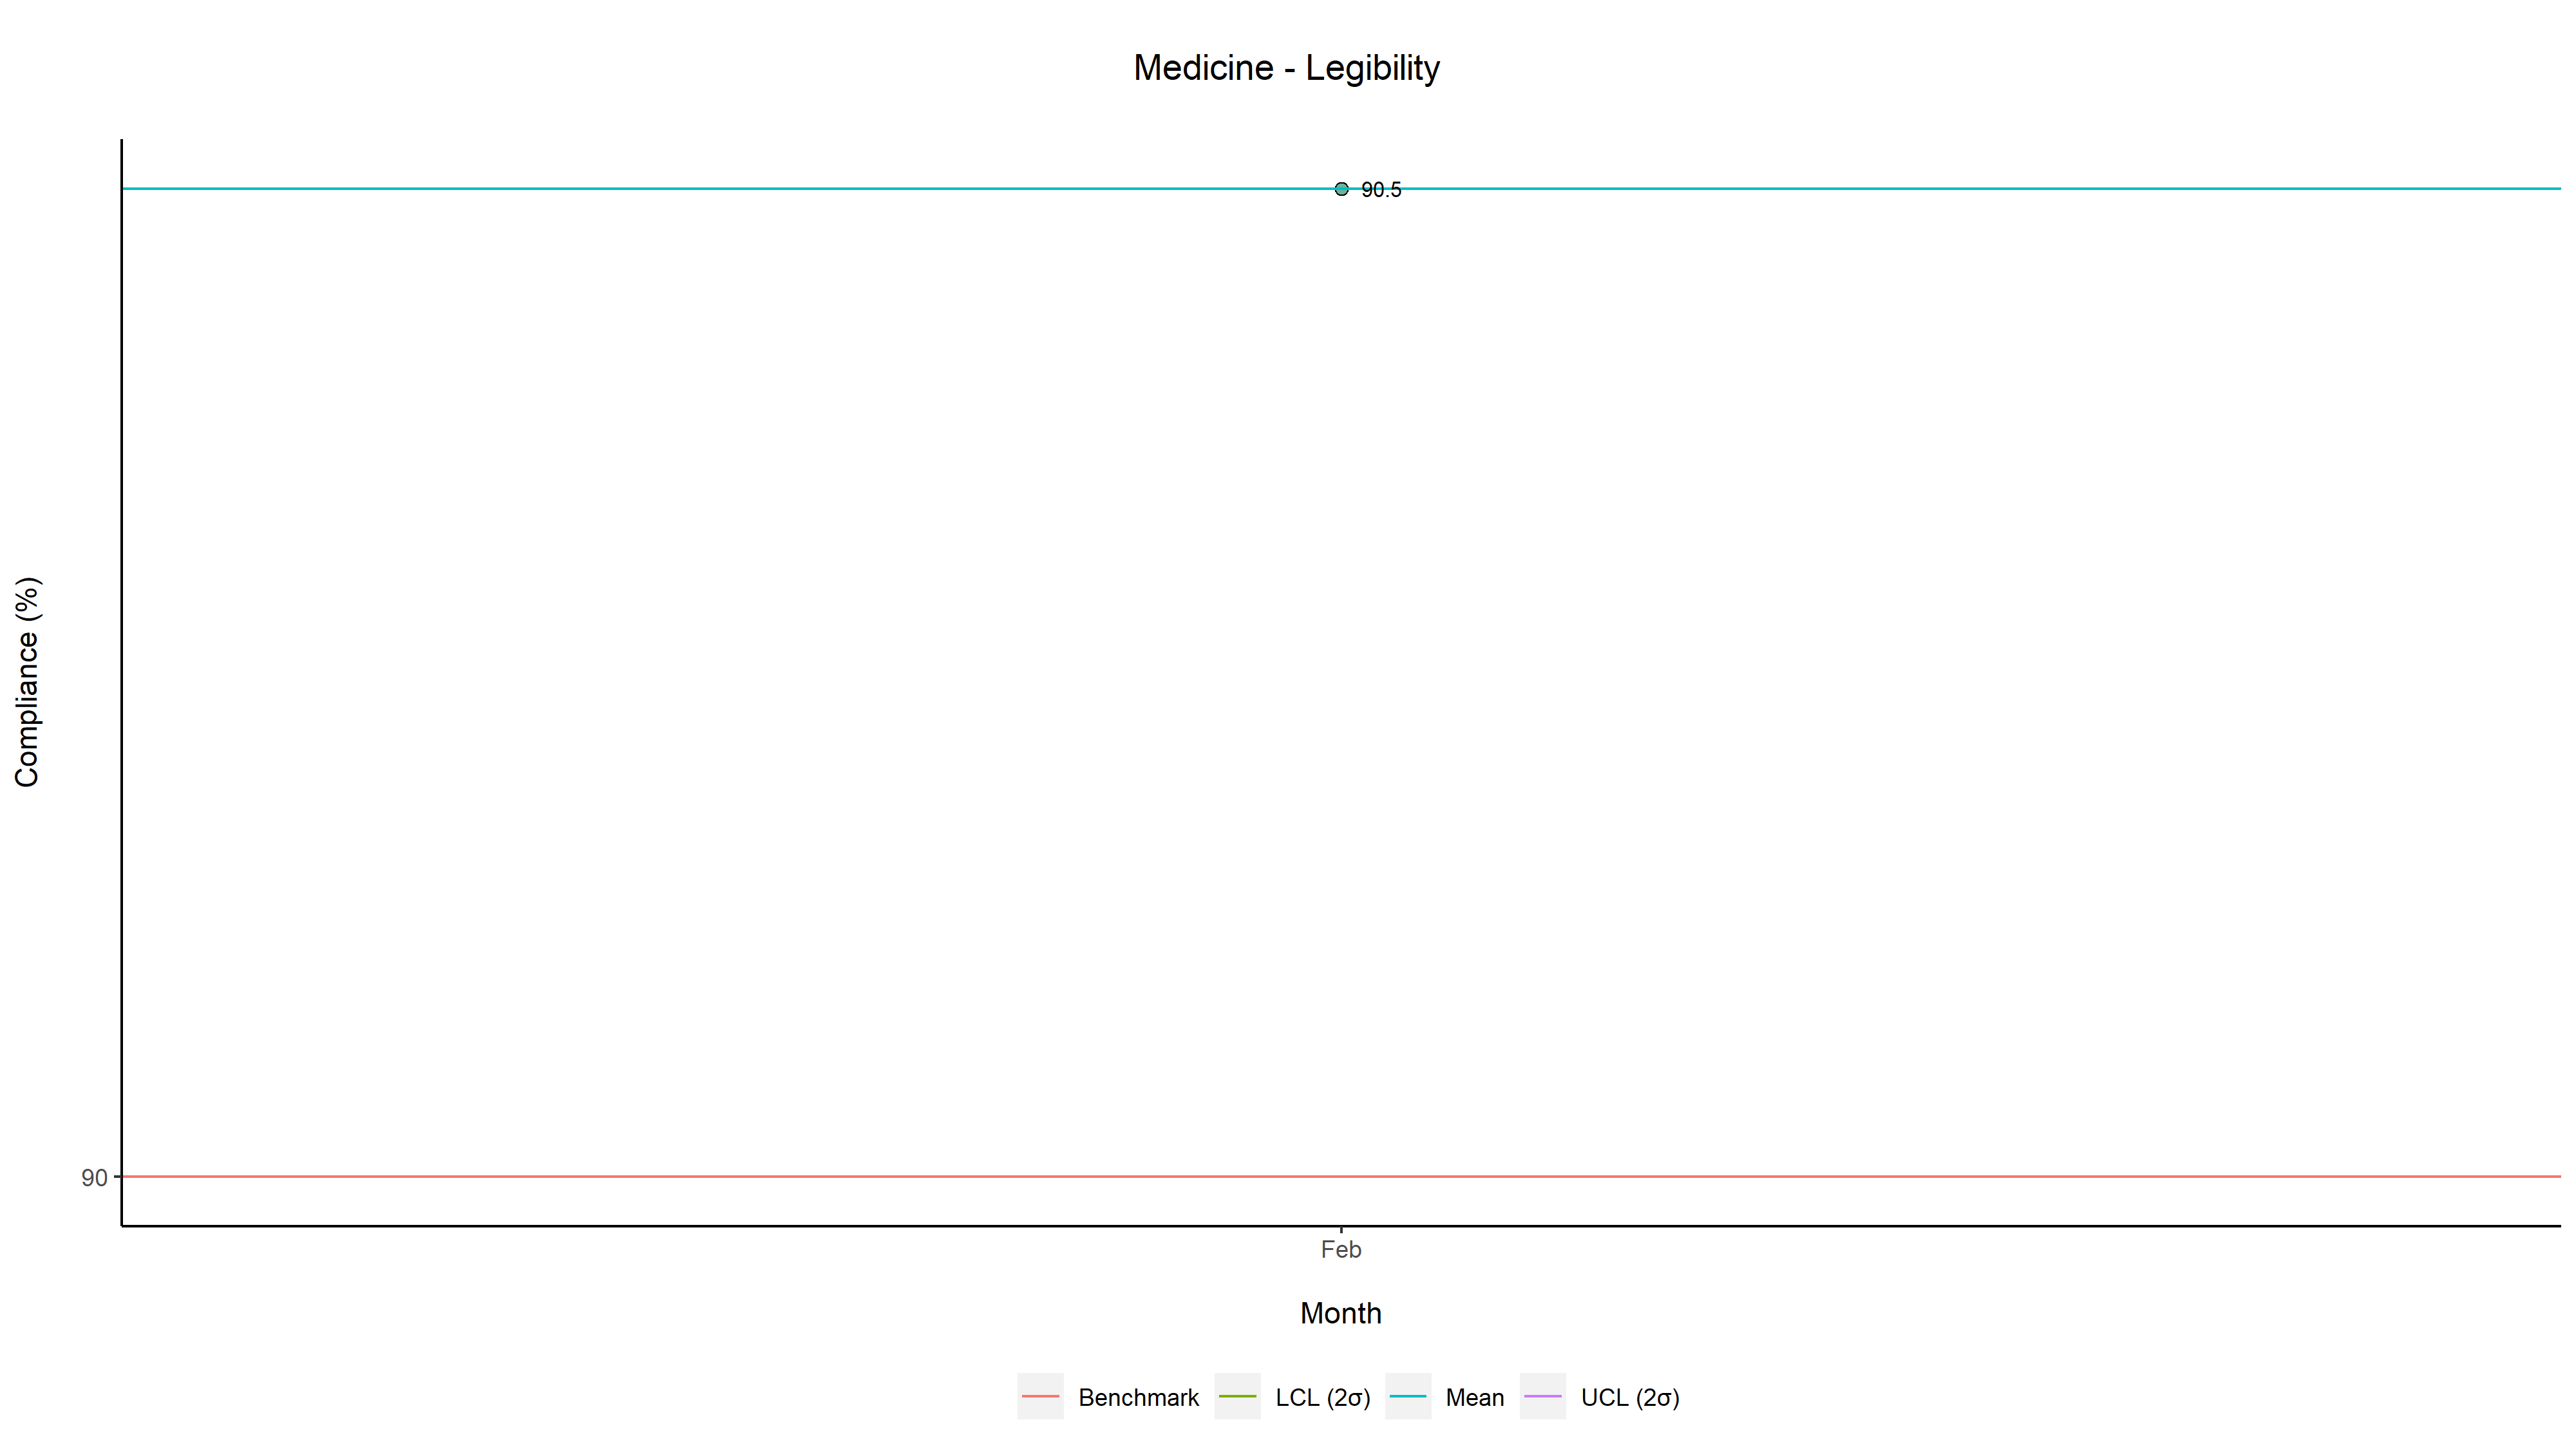 Medicine - Legibility
90.5
Compliance (%)
90
Feb
Month
Benchmark LCL (2σ) Mean UCL (2σ)